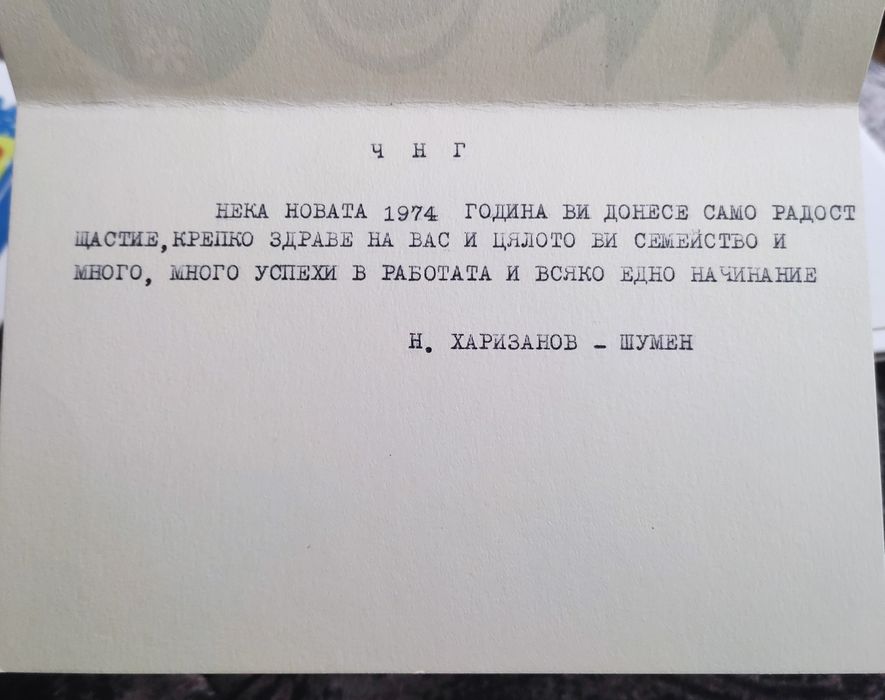 Ч Н Г
НЕКА НОВАТА 1974 ГОДИНА ВИ ДОНЕСЕ САМО РАДОСТ
ЩАСТИЕ,КРЕПКО ЗДРАВЕ НА ВАС И ЦЯЛОТО ВИ СЕМЕЙСТВО И
МНОГО, МНОГО УСПЕХИ В РАБОТАТА И ВСЯКО ЕДНО НАЧИНАНИЕ
Н. ХАРИЗАНОВ – ШУМЕН